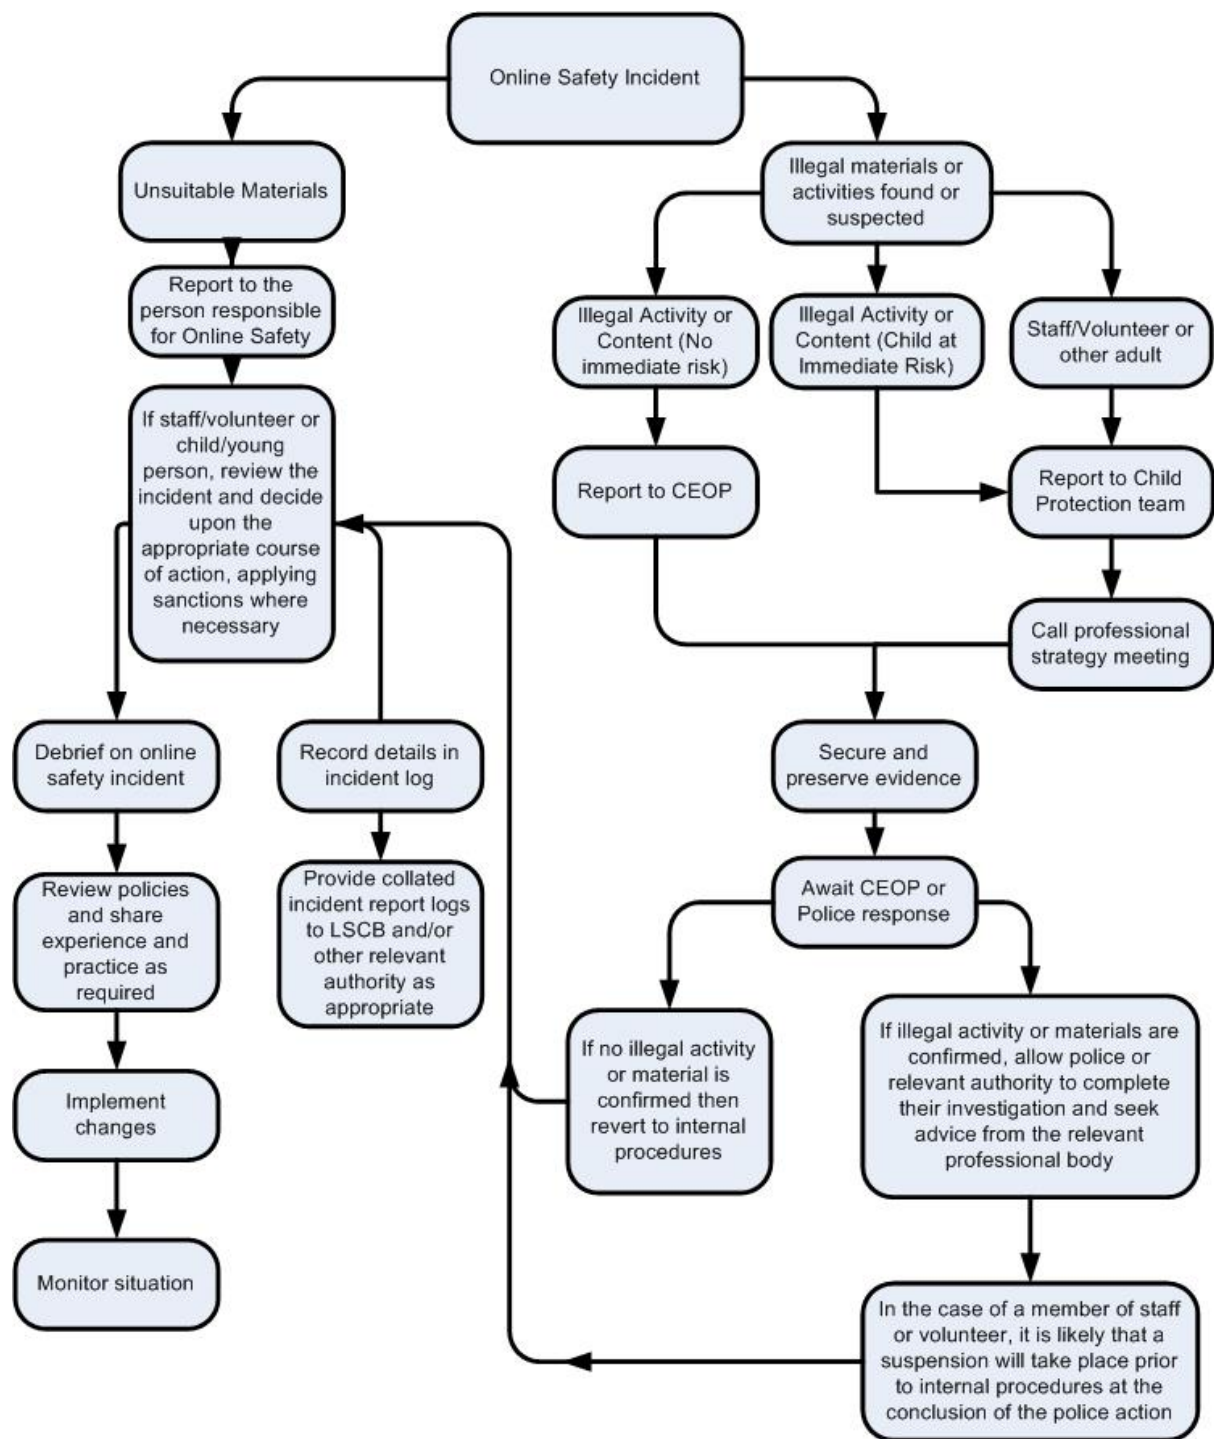 Online Safety Incident
Unsuitable Materials
Illegal materials or
activities found or
suspected
Report to the
person responsible
for Online Safety
Illegal Activity or
Content (No
immediate risk)
Illegal Activity or
Content (Child at
Immediate Risk)
Staff/Volunteer or
other adult
If staff/volunteer or
child/young
person, review the
incident and decide
upon the
appropriate course
of action, applying
sanctions where
necessary
Report to CEOP
Report to Child
Protection team
Call professional
strategy meeting
Debrief on online
safety incident
Record details in
incident log
Secure and
preserve evidence
Review policies
and share
experience and
practice as
required
Provide collated
incident report logs
to LSCB and/or
other relevant
authority as
appropriate
Await CEOP or
Police response
If no illegal activity
or material is
confirmed then
revert to internal
procedures
If illegal activity or materials are
confirmed, allow police or
relevant authority to complete
their investigation and seek
advice from the relevant
professional body
Implement
changes
Monitor situation
In the case of a member of staff
or volunteer, it is likely that a
suspension will take place prior
to internal procedures at the
conclusion of the police action